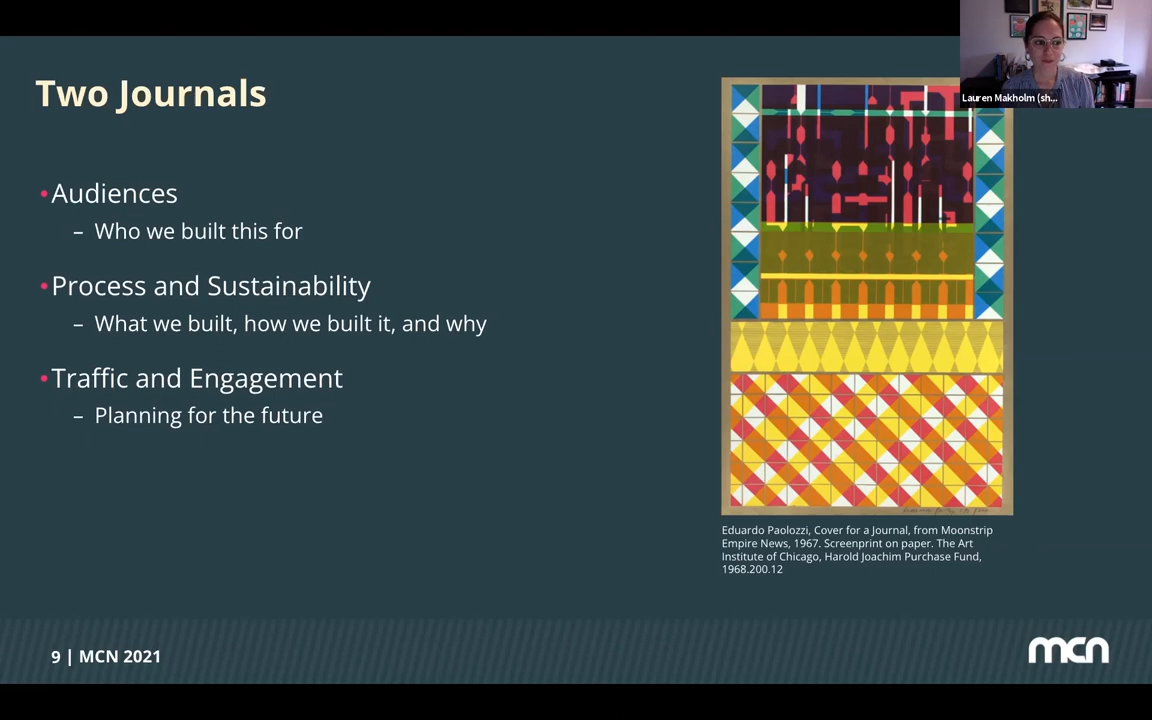 Lauren Makholm (sh...
Two Journals
•Audiences
– Who we built this for
•Process and Sustainability
– What we built, how we built it, and why
•Traffic and Engagement
– Planning for the future
Eduardo Paolozzi, Cover for a Journal, from Moonstrip
Empire News, 1967. Screenprint on paper. The Art
Institute of Chicago, Harold Joachim Purchase Fund,
1968.200.12
9 | MCN 2021
mcn